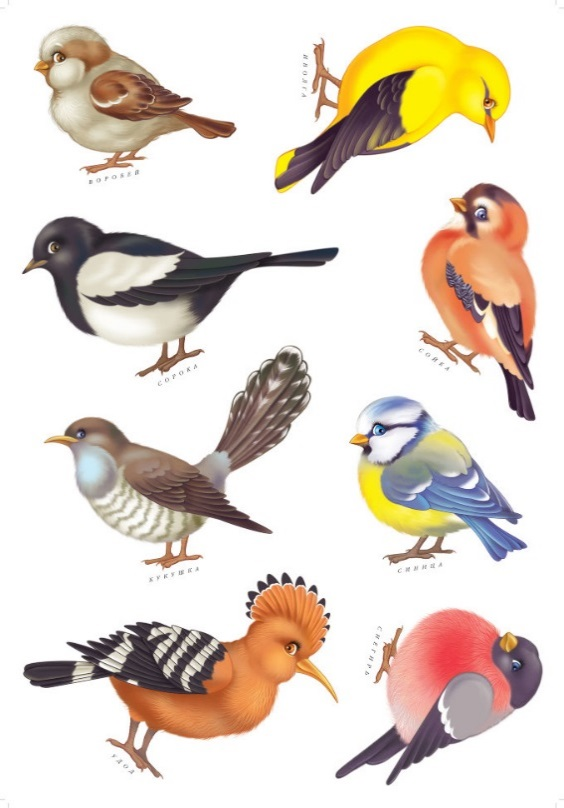 ВОРОБЕЙ
ИВОЛГА
СОРОКА
СОЙКА
КУКУШКА
СИНИЦА
УДОД
СНЕГИРЬ